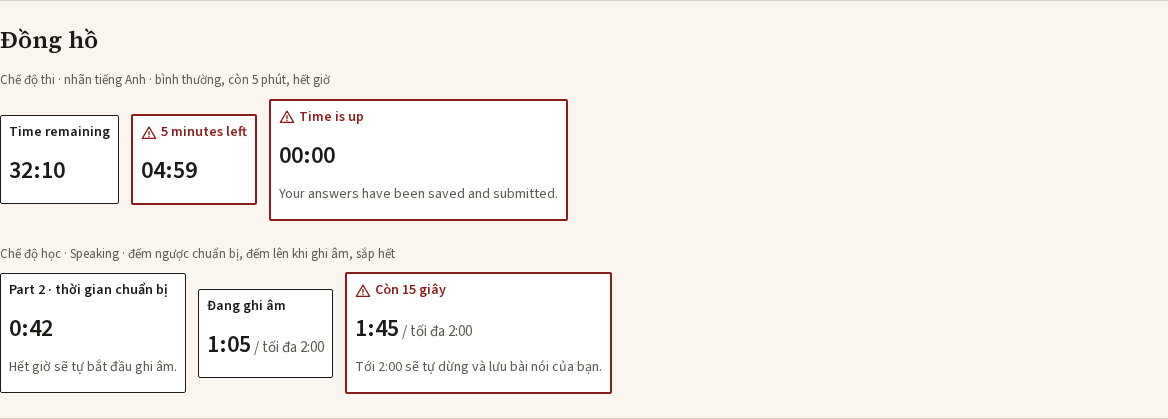 Đồng hồ
Chế độ thi · nhãn tiếng Anh · bình thường, còn 5 phút, hết giờ
Time remaining
32:10
5 minutes left
04:59
Time is up
00:00
Your answers have been saved and submitted.
Chế độ học · Speaking · đếm ngược chuẩn bị, đếm lên khi ghi âm, sắp hết
Part 2 · thời gian chuẩn bị
0:42
Hết giờ sẽ tự bắt đầu ghi âm.
Đang ghi âm
1:05 / tối đa 2:00
Còn 15 giây
1:45 / tối đa 2:00
Tới 2:00 sẽ tự dừng và lưu bài nói của bạn.